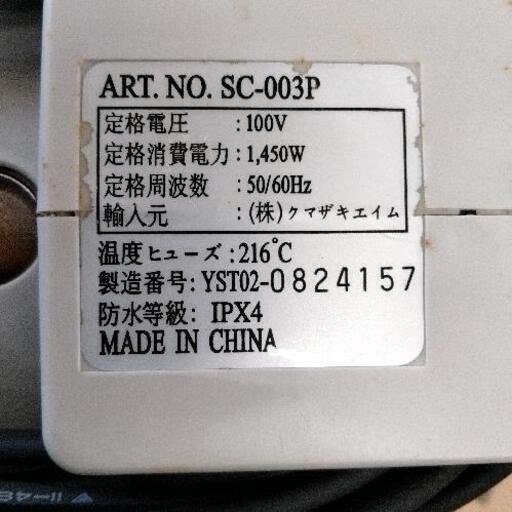 ART. NO. SC-003P
定格電圧 : 100V
定格消費電力 : 1,450W
定格周波数 : 50/60Hz
輸入元 : (株)クマザキエイム
温度ヒューズ : 216℃
製造番号: YST02-0824157
防水等級: IPX4
MADE IN CHINA